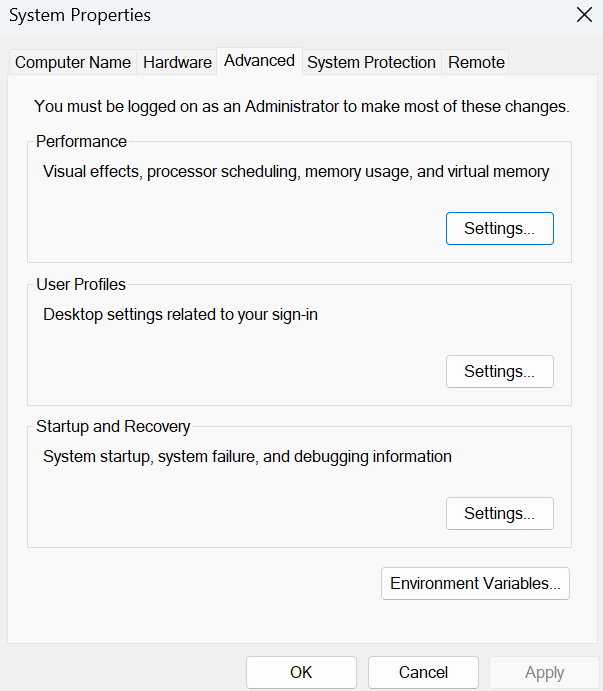 System Properties
Computer Name
Hardware
Advanced
System Protection
Remote
You must be logged on as an Administrator to make most of these changes.
Performance
Visual effects, processor scheduling, memory usage, and virtual memory
Settings...
User Profiles
Desktop settings related to your sign-in
Settings...
Startup and Recovery
System startup, system failure, and debugging information
Settings...
Environment Variables...
OK
Cancel
Apply